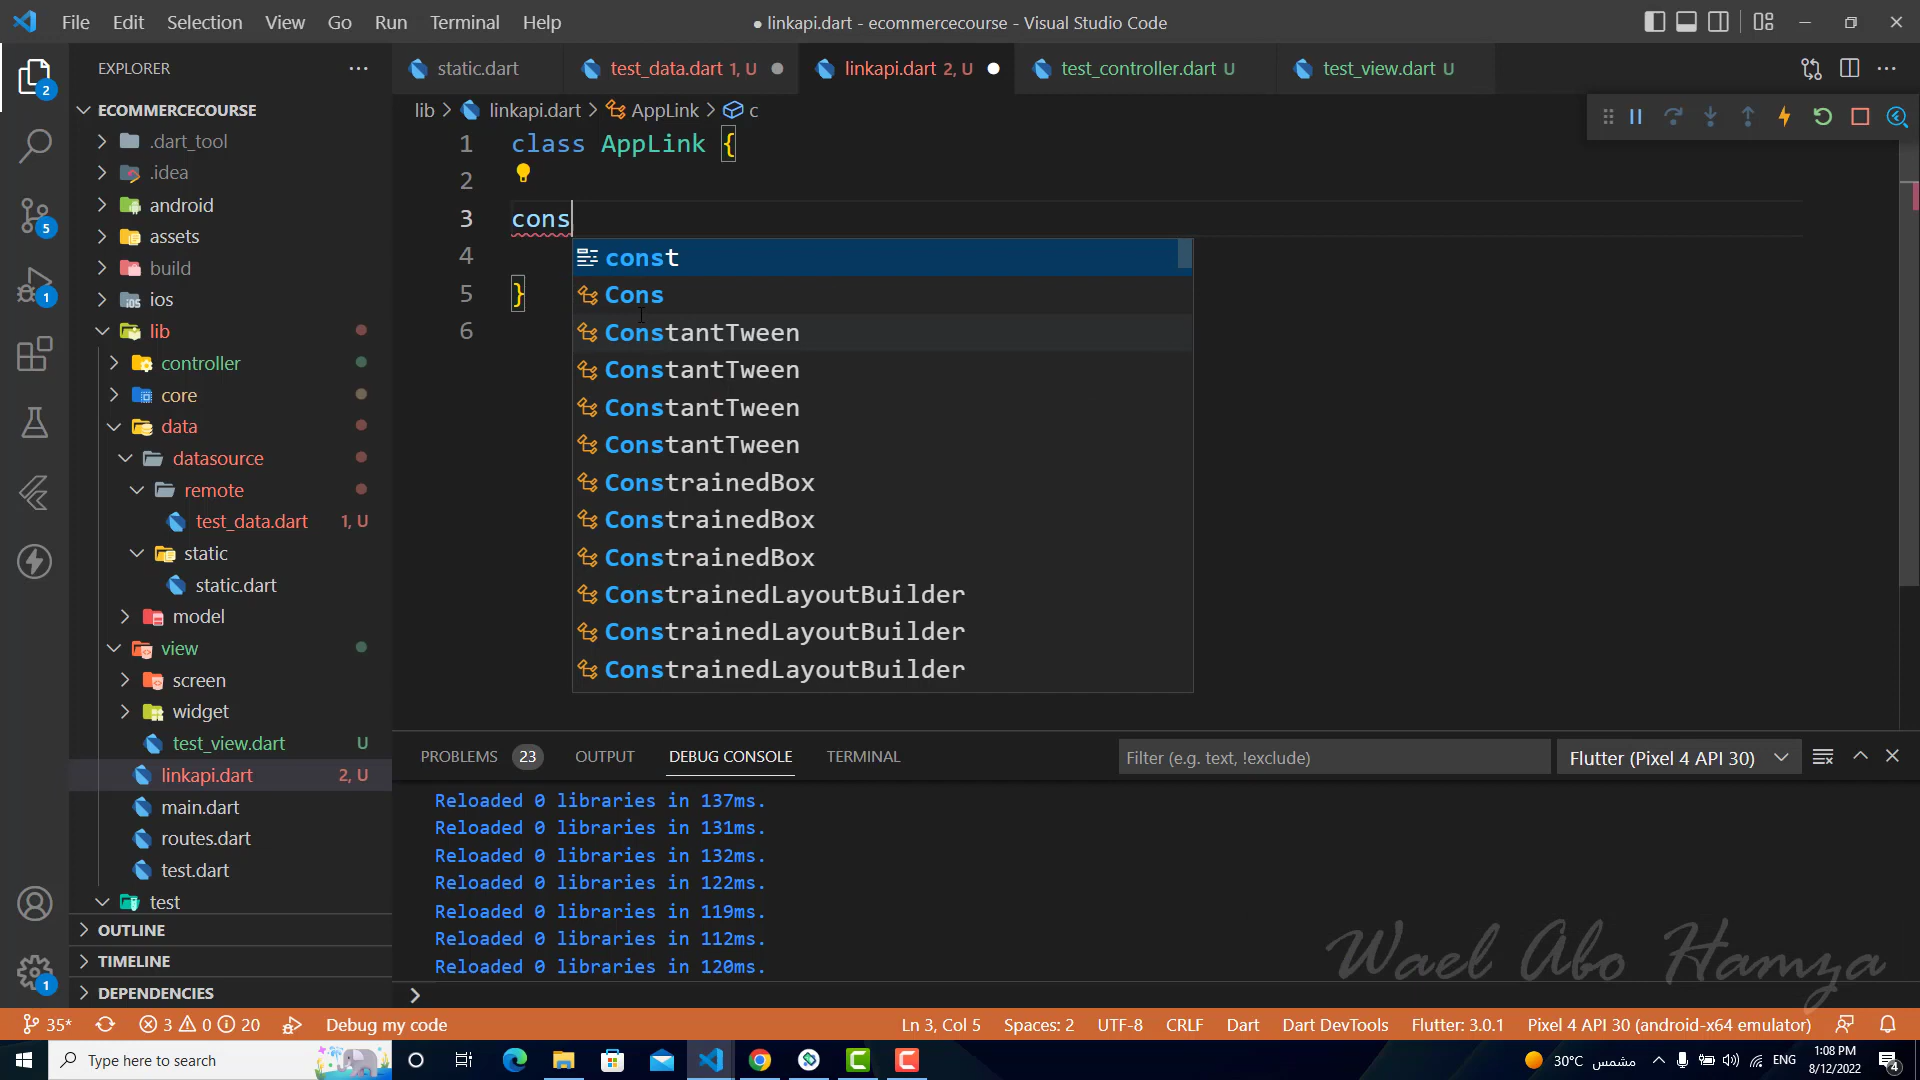 File Edit Selection View Go Run Terminal Help
● linkapi.dart - ecommercecourse - Visual Studio Code
EXPLORER
static.dart
test_data.dart 1, U
linkapi.dart 2, U
test_controller.dart U
test_view.dart U
lib > linkapi.dart > AppLink > c
ECOMMERCECOURSE
.dart_tool
.idea
android
assets
build
ios
lib
controller
core
data
datasource
remote
test_data.dart 1, U
static
static.dart
model
view
screen
widget
test_view.dart U
linkapi.dart 2, U
main.dart
routes.dart
test.dart
test
OUTLINE
TIMELINE
DEPENDENCIES
2
5
1
1
1 class AppLink {
2
3 cons
4
5 }
6
const
Cons
ConstantTween
ConstantTween
ConstantTween
ConstantTween
ConstrainedBox
ConstrainedBox
ConstrainedBox
ConstrainedLayoutBuilder
ConstrainedLayoutBuilder
ConstrainedLayoutBuilder
PROBLEMS 23 OUTPUT DEBUG CONSOLE TERMINAL
Filter (e.g. text, !exclude)
Flutter (Pixel 4 API 30)
Reloaded 0 libraries in 137ms.
Reloaded 0 libraries in 131ms.
Reloaded 0 libraries in 132ms.
Reloaded 0 libraries in 122ms.
Reloaded 0 libraries in 119ms.
Reloaded 0 libraries in 112ms.
Reloaded 0 libraries in 120ms.
Wael Abo Hamza
35* 3 0 20 Debug my code
Ln 3, Col 5 Spaces: 2 UTF-8 CRLF Dart Dart DevTools Flutter: 3.0.1 Pixel 4 API 30 (android-x64 emulator)
Type here to search
30°C مشمس
ENG
1:08 PM
8/12/2022
4